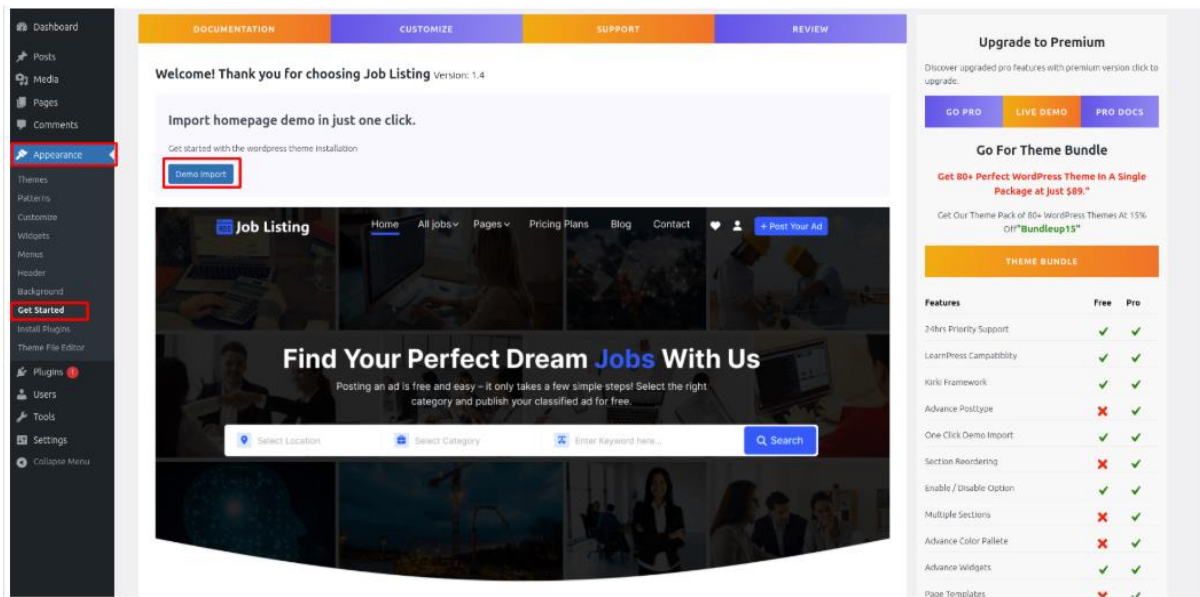 Dashboard
Posts
Media
Pages
Comments
Appearance
Themes
Patterns
Customize
Widgets
Menus
Header
Background
Get Started
Install Plugins
Theme File Editor
Plugins 1
Users
Tools
Settings
Collapse Menu
DOCUMENTATION CUSTOMIZE SUPPORT REVIEW
Welcome! Thank you for choosing Job Listing Version: 1.4
Import homepage demo in just one click.
Get started with the wordpress theme installation
Demo Import
Job Listing Home All jobs Pages Pricing Plans Blog Contact + Post Your Ad
Find Your Perfect Dream Jobs With Us
Posting an ad is free and easy – it only takes a few simple steps! Select the right
category and publish your classified ad for free.
Select Location Select Category Enter Keyword here... Search
Upgrade to Premium
Discover upgraded pro features with premium version click to
upgrade.
GO PRO LIVE DEMO PRO DOCS
Go For Theme Bundle
Get 80+ Perfect WordPress Theme In A Single
Package at just $89."
Get Our Theme Pack of 80+ WordPress Themes At 15%
Off"Bundleup15"
THEME BUNDLE
Features Free Pro
24hrs Priority Support
LearnPress Campatiblity
Kirki Framework
Advance Posttype
One Click Demo Import
Section Reordering
Enable / Disable Option
Multiple Sections
Advance Color Pallete
Advance Widgets
Page Templates